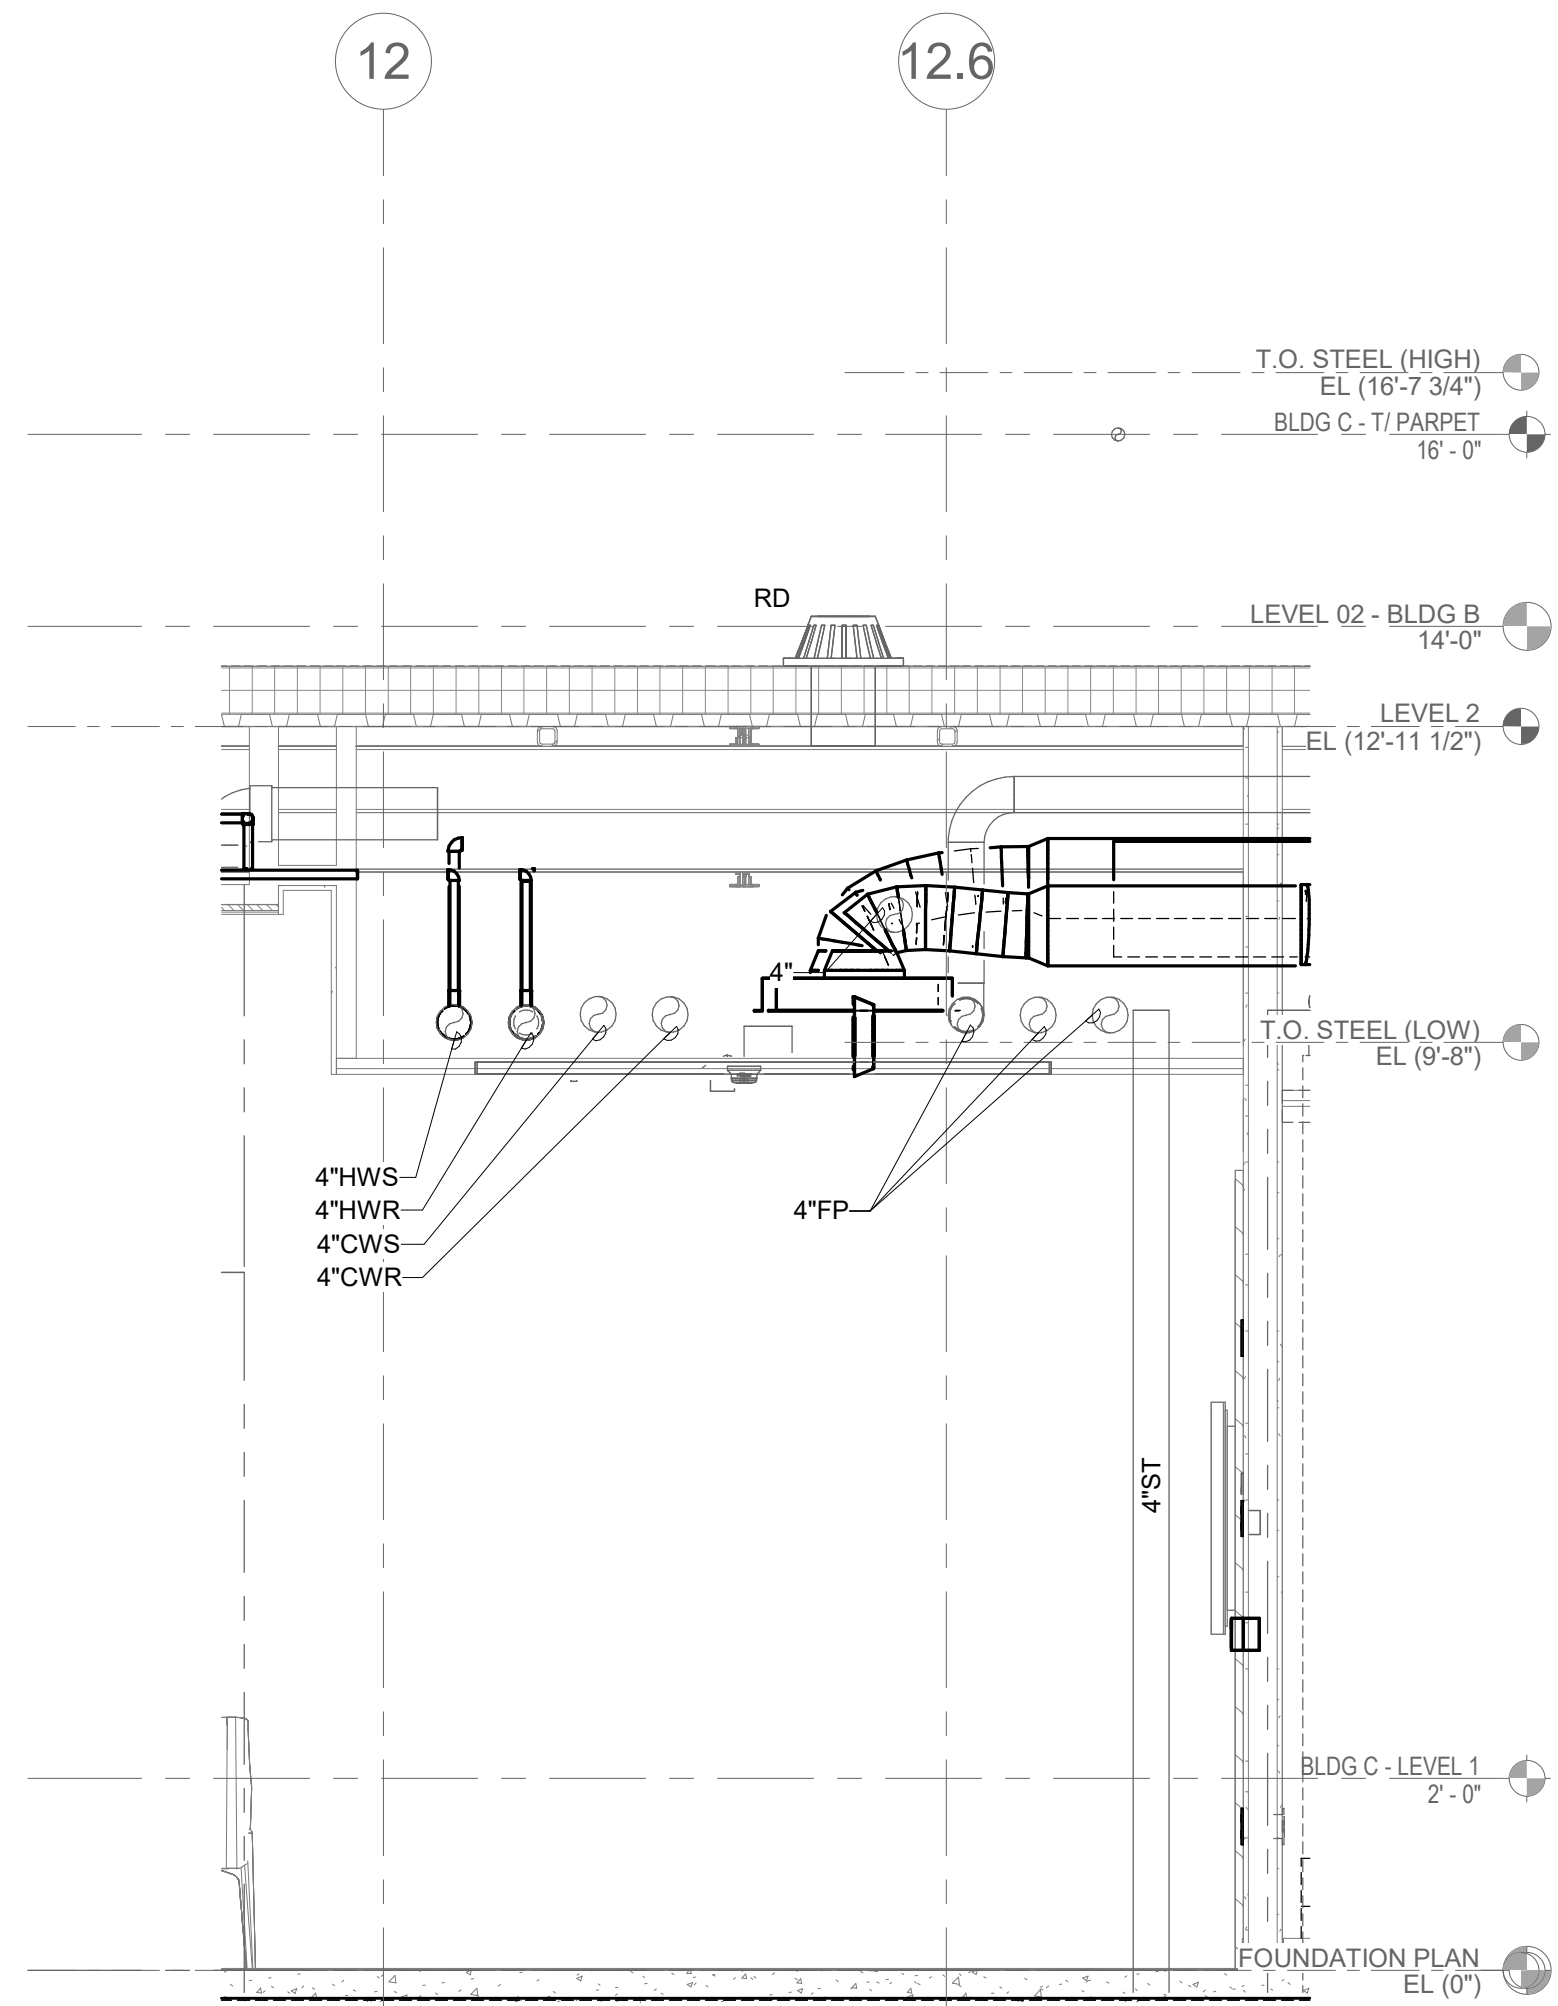 12
12.6
T.O. STEEL (HIGH)
EL (16'-7 3/4")
BLDG C - T/ PARPET
16' - 0"
RD
LEVEL 02 - BLDG B
14'-0"
LEVEL 2
EL (12'-11 1/2")
4"
T.O. STEEL (LOW)
EL (9'-8")
4"HWS
4"HWR
4"CWS
4"CWR
4"FP
4"ST
BLDG C - LEVEL 1
2' - 0"
FOUNDATION PLAN
EL (0")